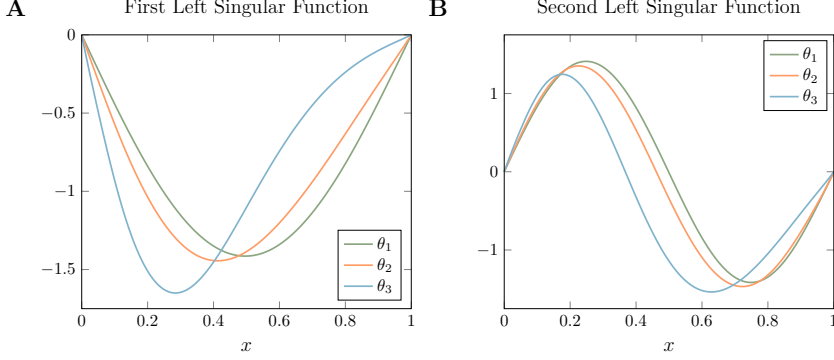 A
First Left Singular Function
0
−0.5
−1
−1.5
0
0.2
0.4
0.6
0.8
1
x
θ1
θ2
θ3
B
Second Left Singular Function
1
0
−1
0
0.2
0.4
0.6
0.8
1
x
θ1
θ2
θ3